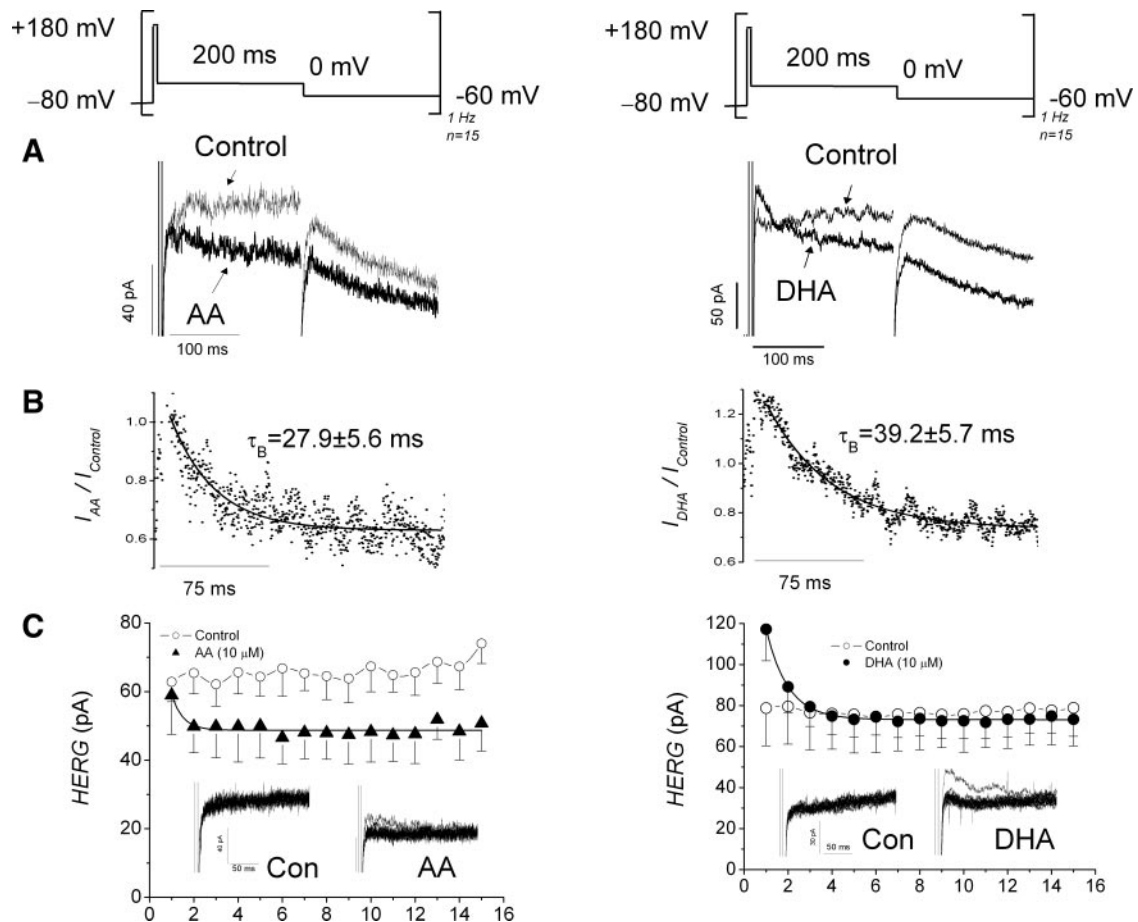 +180 mV
200 ms
0 mV
−80 mV
-60 mV
1 Hz
n=15
+180 mV
200 ms
0 mV
−80 mV
-60 mV
1 Hz
n=15
A
Control
AA
40 pA
100 ms
Control
DHA
50 pA
100 ms
B
1.0
0.8
0.6
I_AA / I_Control
τ_B=27.9±5.6 ms
75 ms
1.2
1.0
0.8
0.6
I_DHA / I_Control
τ_B=39.2±5.7 ms
75 ms
C
80
60
40
20
0
HERG (pA)
Control
AA (10 μM)
40 pA
50 ms
Con
AA
0 2 4 6 8 10 12 14 16
120
100
80
60
40
20
0
HERG (pA)
Control
DHA (10 μM)
30 pA
50 ms
Con
DHA
0 2 4 6 8 10 12 14 16